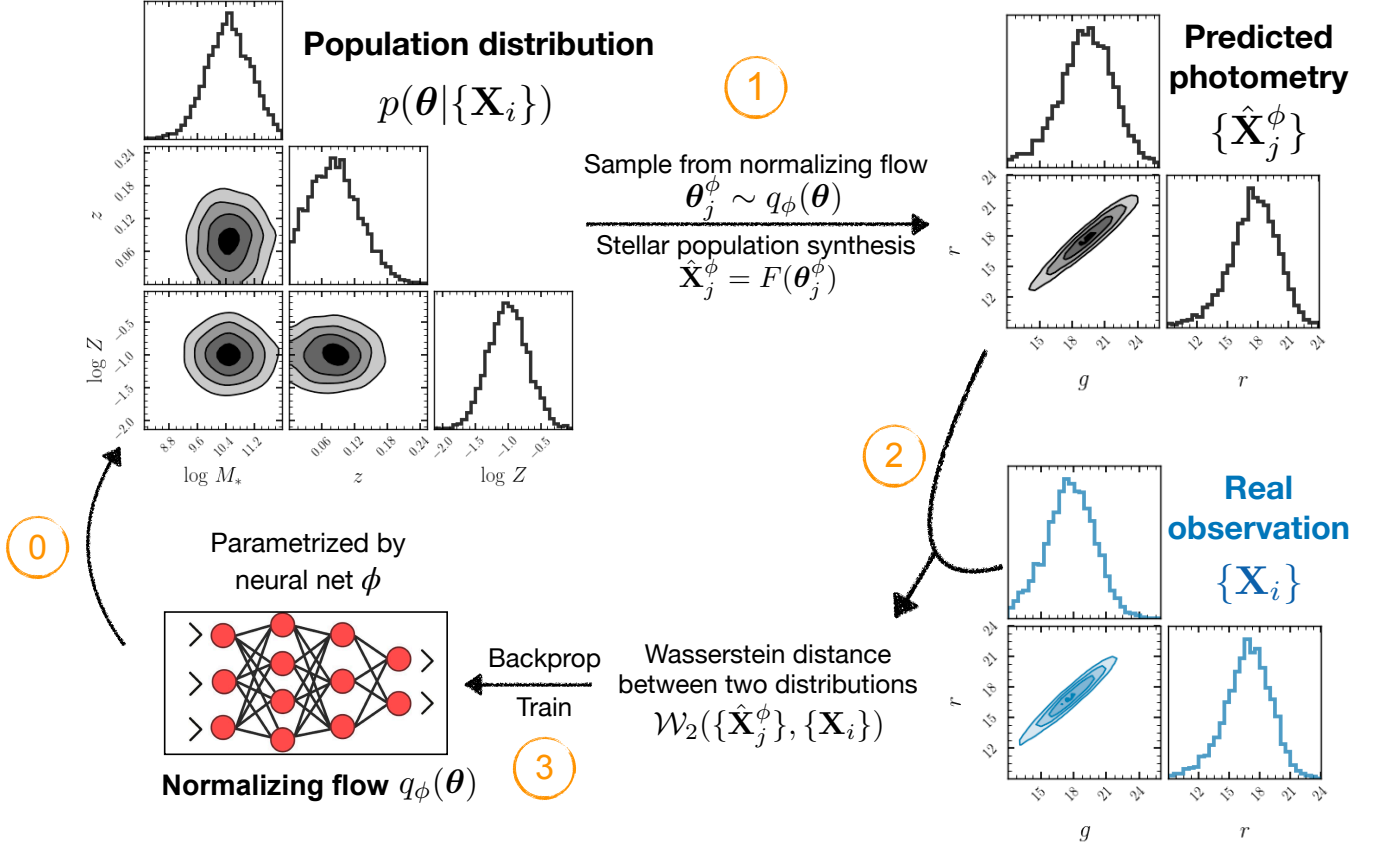 Population distribution
p(θ|{X_i})
0.24
0.18
0.12
0.06
z
-0.5
-1.0
-1.5
-2.0
log Z
8.8
9.6
10.4
11.2
log M_*
0.06
0.12
0.18
0.24
z
-2.0
-1.5
-1.0
-0.5
log Z
1
Sample from normalizing flow
θ_j^ϕ ∼ q_ϕ(θ)
Stellar population synthesis
X̂_j^ϕ = F(θ_j^ϕ)
Predicted
photometry
{X̂_j^ϕ}
24
21
18
15
12
r
15
18
21
24
g
12
15
18
21
24
r
2
Real
observation
{X_i}
24
21
18
15
12
r
15
18
21
24
g
12
15
18
21
24
r
Wasserstein distance
between two distributions
W_2({X̂_j^ϕ}, {X_i})
Backprop
Train
3
0
Parametrized by
neural net ϕ
Normalizing flow q_ϕ(θ)